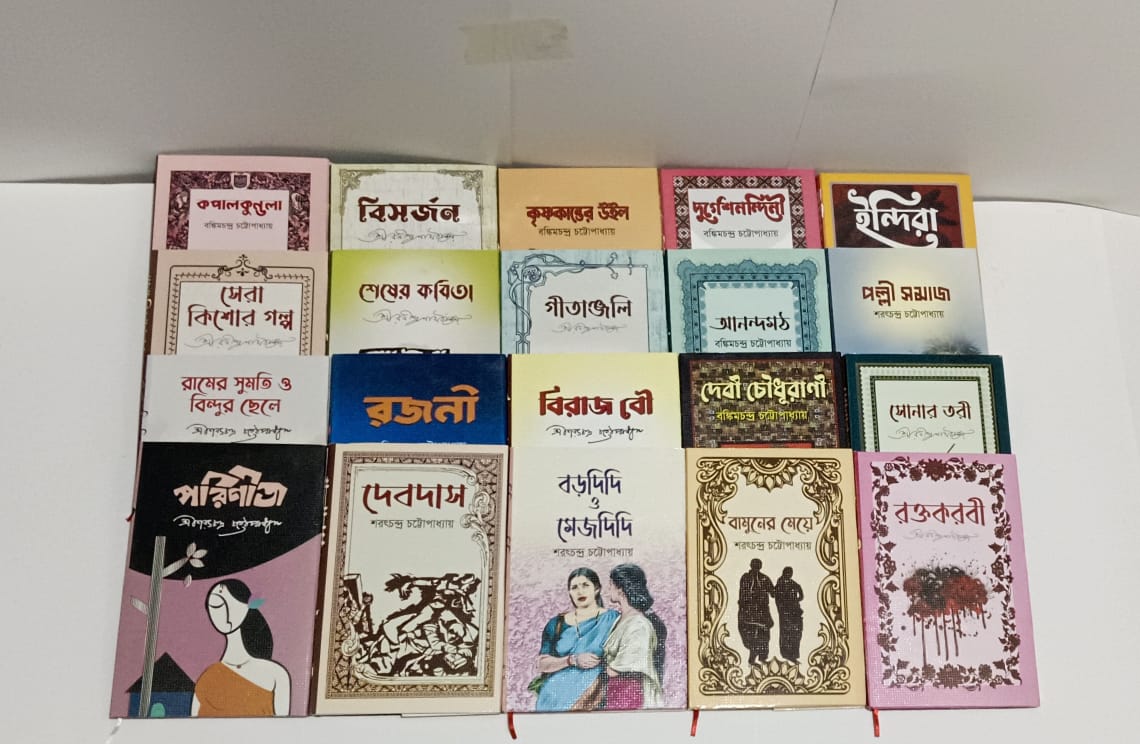 কপালকুন্ডলা
বঙ্কিমচন্দ্র চট্টোপাধ্যায়
বিসর্জন
কৃষ্ণকান্তের উইল
বঙ্কিমচন্দ্র চট্টোপাধ্যায়
দুর্গেশনন্দিনী
বঙ্কিমচন্দ্র চট্টোপাধ্যায়
ইন্দিরা
সেরা
কিশোর গল্প
শেষের কবিতা
গীতাঞ্জলি
আনন্দমঠ
বঙ্কিমচন্দ্র চট্টোপাধ্যায়
পল্লী সমাজ
শরৎচন্দ্র চট্টোপাধ্যায়
রামের সুমতি ও
বিন্দুর ছেলে
রজনী
বিরাজ বৌ
দেবী চৌধুরাণী
বঙ্কিমচন্দ্র চট্টোপাধ্যায়
সোনার তরী
পরিণীতা
দেবদাস
শরৎচন্দ্র চট্টোপাধ্যায়
বড়দিদি
ও
মেজদিদি
শরৎচন্দ্র চট্টোপাধ্যায়
বামুনের মেয়ে
শরৎচন্দ্র চট্টোপাধ্যায়
রক্তকরবী